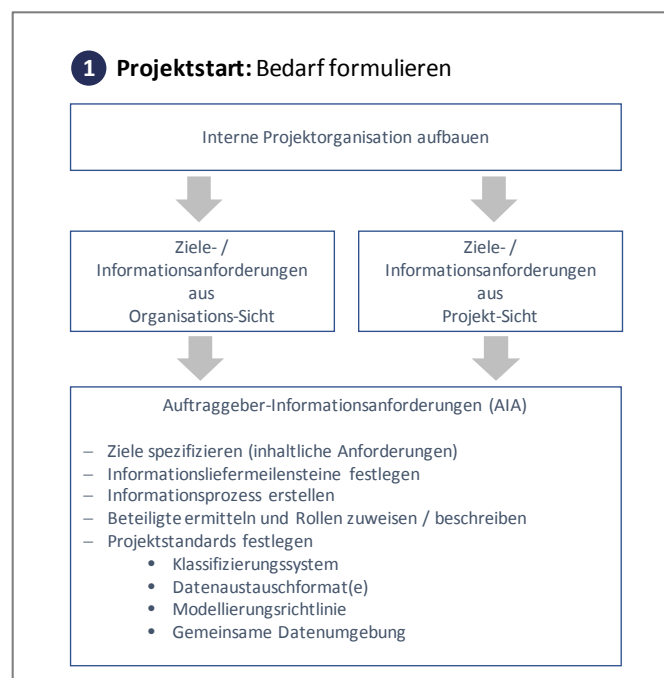 1 Projektstart: Bedarf formulieren
Interne Projektorganisation aufbauen
Ziele- /
Informationsanforderungen
aus
Organisations-Sicht
Ziele- /
Informationsanforderungen
aus
Projekt-Sicht
Auftraggeber-Informationsanforderungen (AIA)
– Ziele spezifizieren (inhaltliche Anforderungen)
– Informationsliefermeilensteine festlegen
– Informationsprozess erstellen
– Beteiligte ermitteln und Rollen zuweisen / beschreiben
– Projektstandards festlegen
• Klassifizierungssystem
• Datenaustauschformat(e)
• Modellierungsrichtlinie
• Gemeinsame Datenumgebung